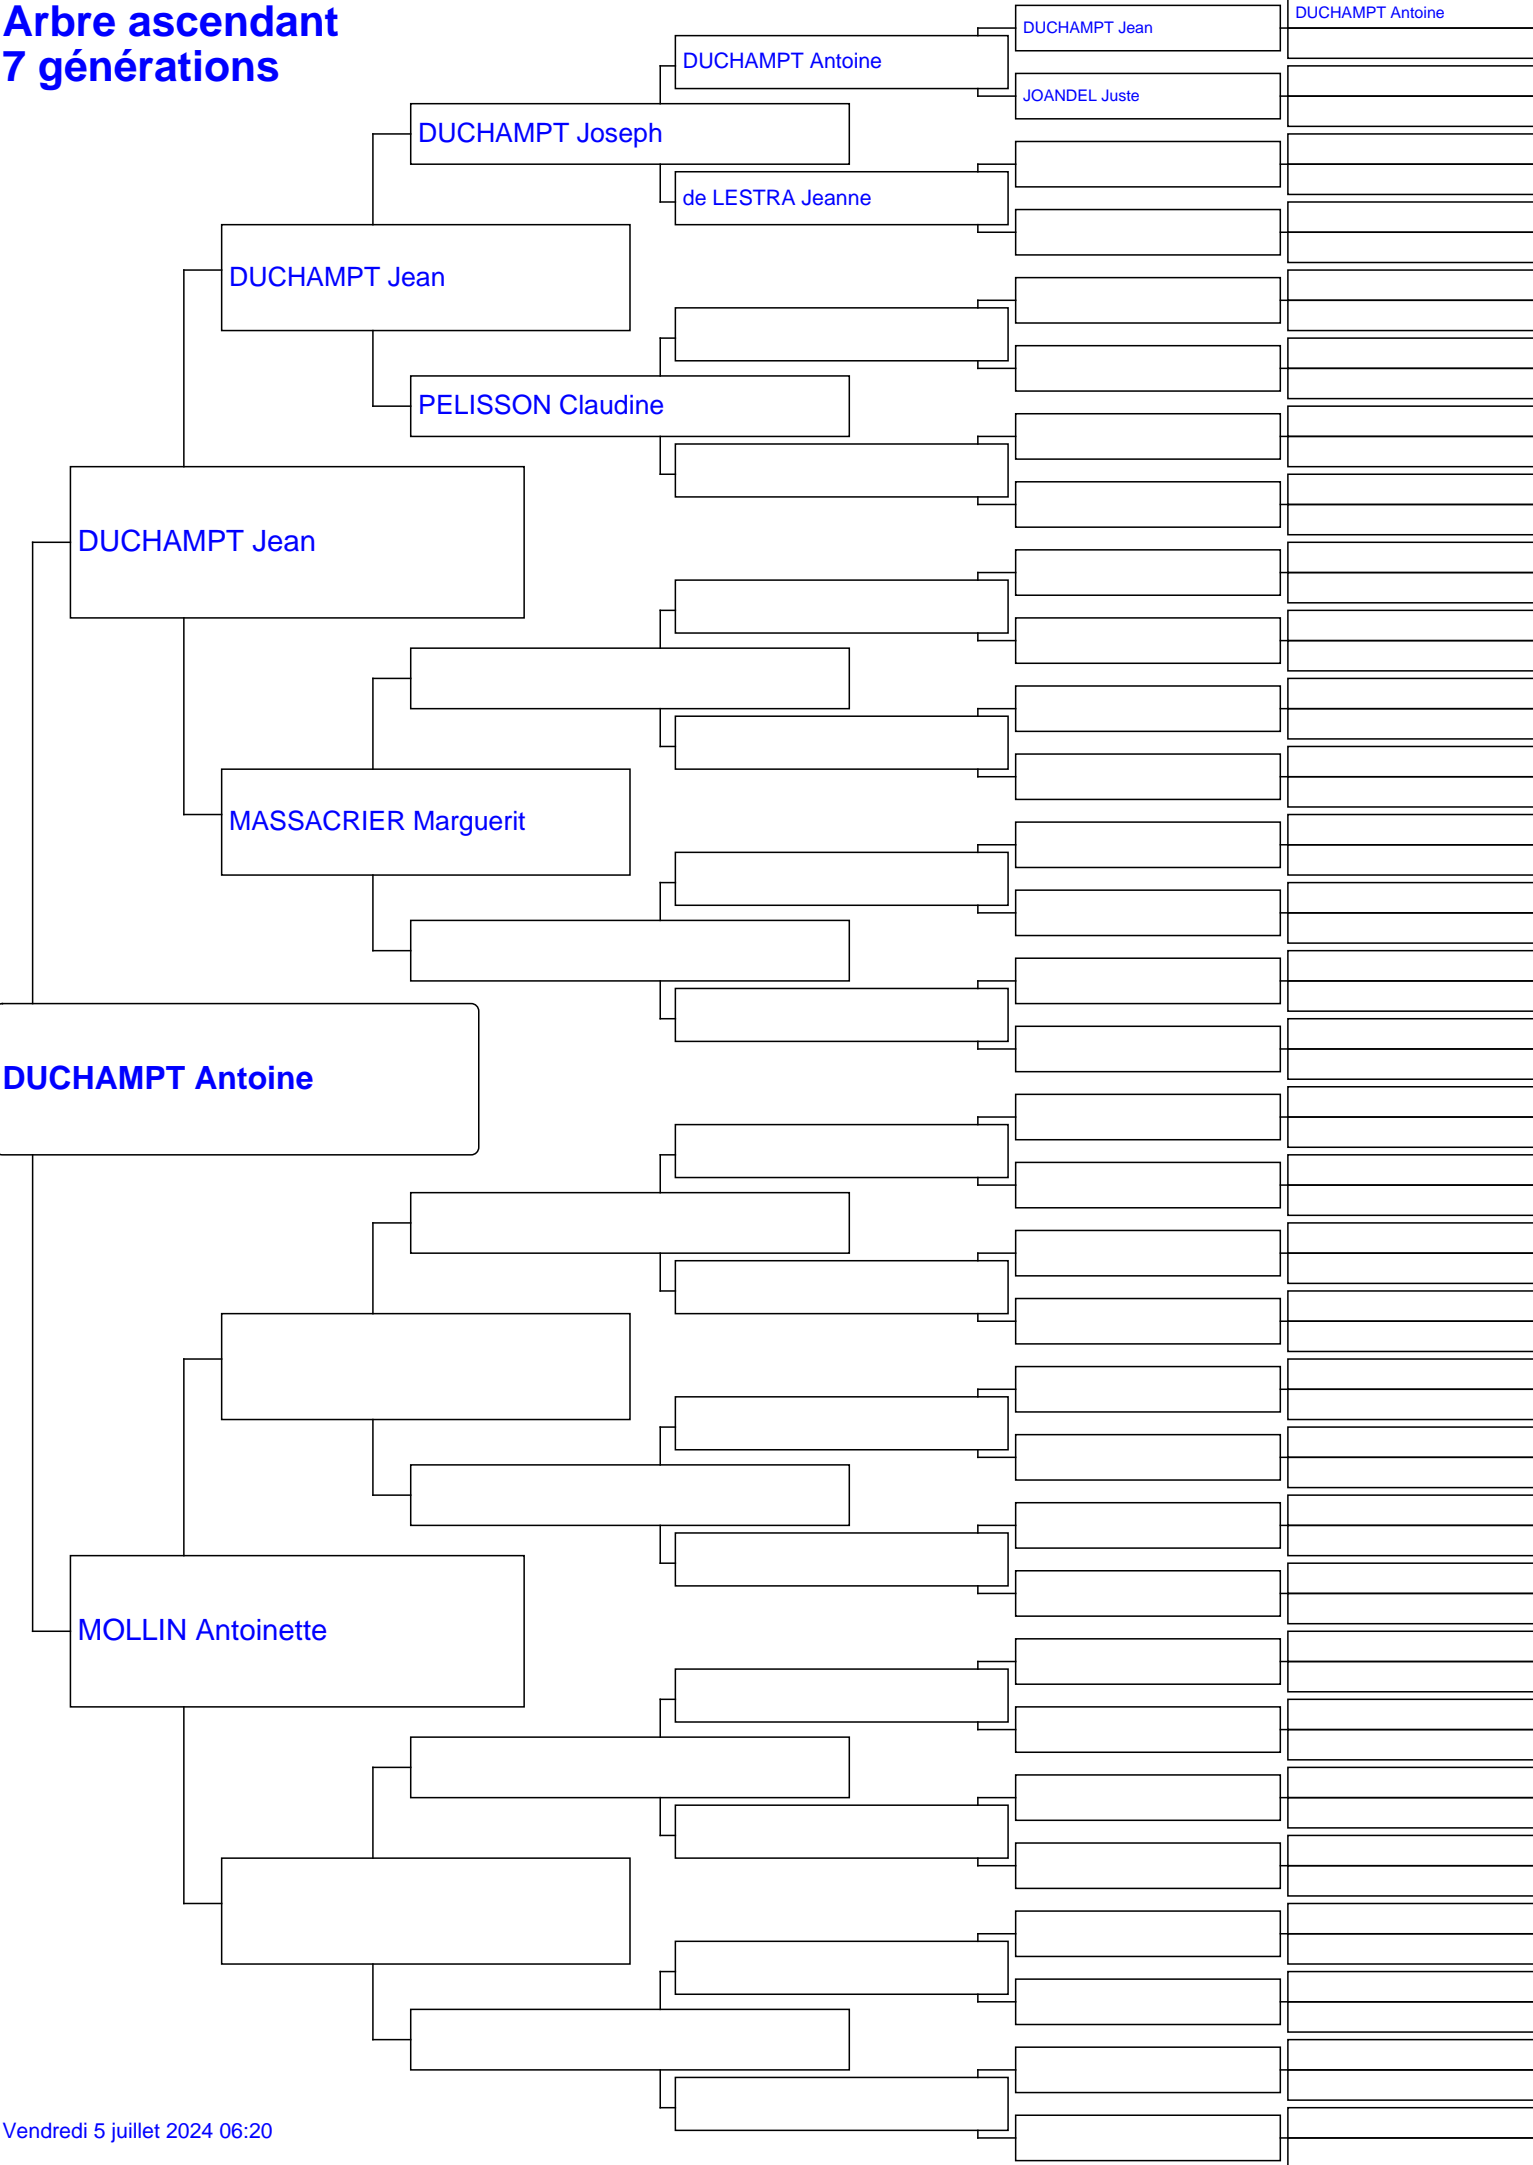 Arbre ascendant
7 générations
DUCHAMPT Antoine
DUCHAMPT Jean
DUCHAMPT Antoine
JOANDEL Juste
DUCHAMPT Joseph
de LESTRA Jeanne
DUCHAMPT Jean
PELISSON Claudine
DUCHAMPT Jean
MASSACRIER Marguerit
DUCHAMPT Antoine
MOLLIN Antoinette
Vendredi 5 juillet 2024 06:20